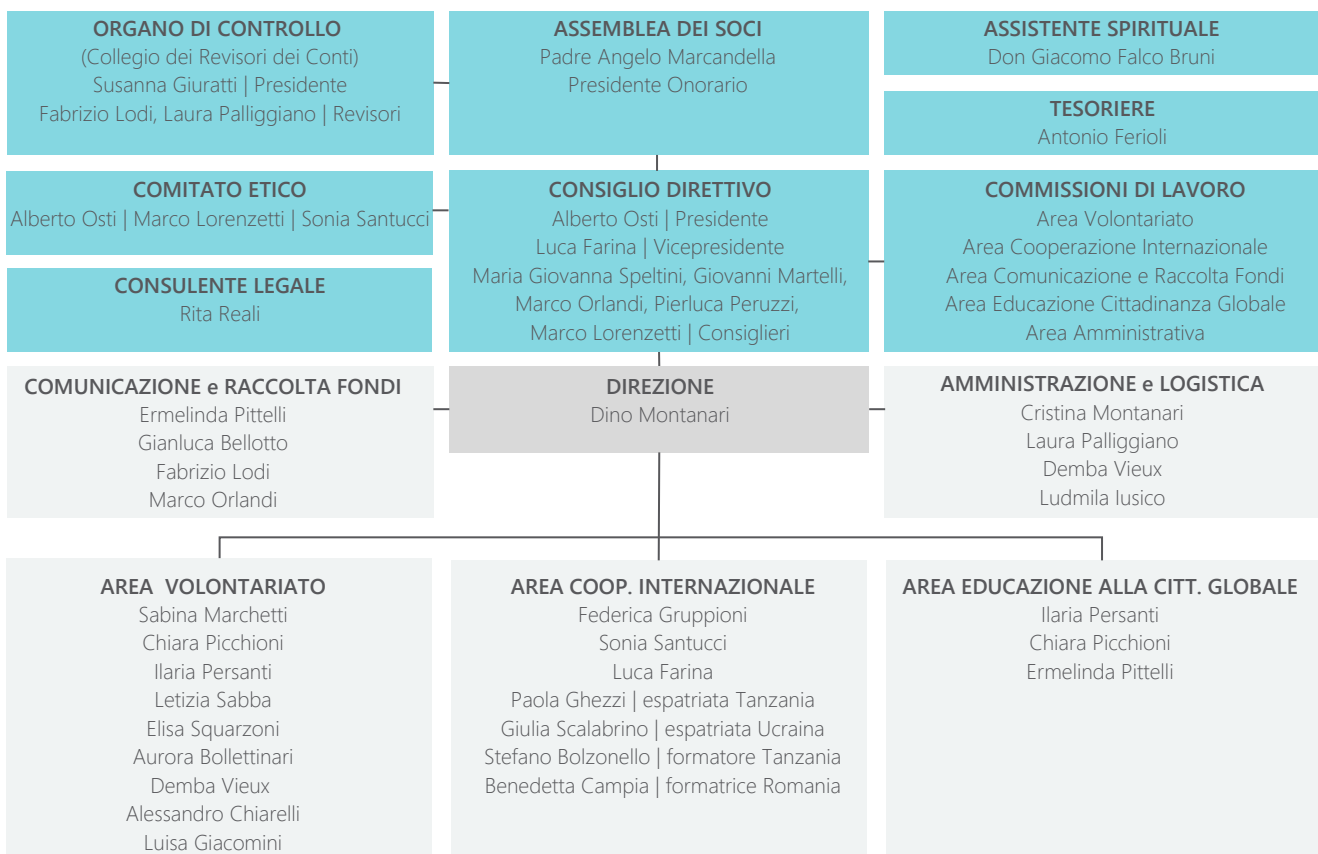 ORGANO DI CONTROLLO
(Collegio dei Revisori dei Conti)
Susanna Giuratti | Presidente
Fabrizio Lodi, Laura Palliggiano | Revisori
ASSEMBLEA DEI SOCI
Padre Angelo Marcandella
Presidente Onorario
ASSISTENTE SPIRITUALE
Don Giacomo Falco Bruni
TESORIERE
Antonio Ferioli
COMITATO ETICO
Alberto Osti | Marco Lorenzetti | Sonia Santucci
CONSULENTE LEGALE
Rita Reali
CONSIGLIO DIRETTIVO
Alberto Osti | Presidente
Luca Farina | Vicepresidente
Maria Giovanna Speltini, Giovanni Martelli,
Marco Orlandi, Pierluca Peruzzi,
Marco Lorenzetti | Consiglieri
COMMISSIONI DI LAVORO
Area Volontariato
Area Cooperazione Internazionale
Area Comunicazione e Raccolta Fondi
Area Educazione Cittadinanza Globale
Area Amministrativa
COMUNICAZIONE e RACCOLTA FONDI
Ermelinda Pittelli
Gianluca Bellotto
Fabrizio Lodi
Marco Orlandi
DIREZIONE
Dino Montanari
AMMINISTRAZIONE e LOGISTICA
Cristina Montanari
Laura Palliggiano
Demba Vieux
Ludmila Iusico
AREA VOLONTARIATO
Sabina Marchetti
Chiara Picchioni
Ilaria Persanti
Letizia Sabba
Elisa Squarzoni
Aurora Bollettinari
Demba Vieux
Alessandro Chiarelli
Luisa Giacomini
AREA COOP. INTERNAZIONALE
Federica Gruppioni
Sonia Santucci
Luca Farina
Paola Ghezzi | espatriata Tanzania
Giulia Scalabrino | espatriata Ucraina
Stefano Bolzonello | formatore Tanzania
Benedetta Campia | formatrice Romania
AREA EDUCAZIONE ALLA CITT. GLOBALE
Ilaria Persanti
Chiara Picchioni
Ermelinda Pittelli